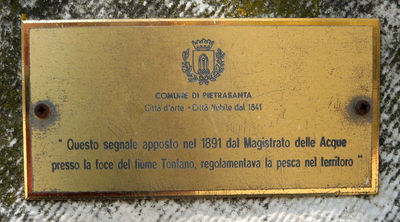 COMUNE DI PIETRASANTA
Città d'arte - Città Nobile dal 1841
" Questo segnale apposto nel 1891 dal Magistrato delle Acque
presso la foce del fiume Tonfano, regolamentava la pesca nel territoro "